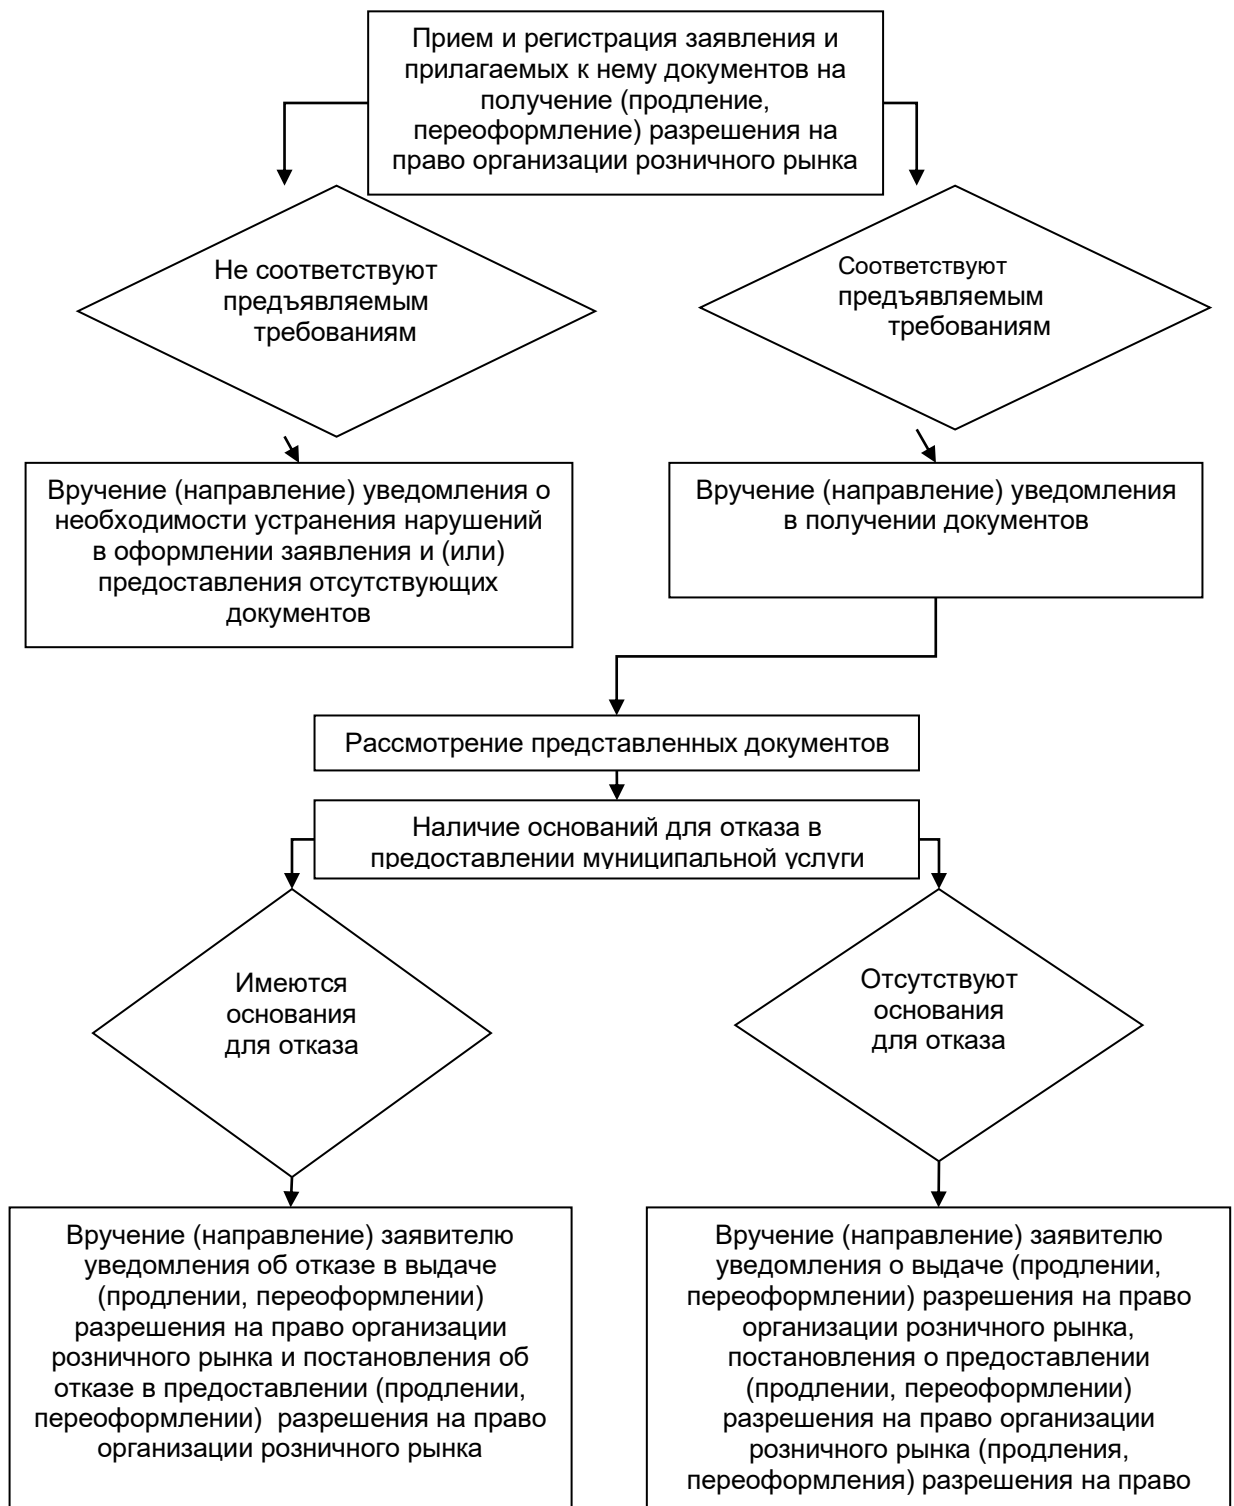 Прием и регистрация заявления и
прилагаемых к нему документов на
получение (продление,
переоформление) разрешения на
право организации розничного рынка
Не соответствуют
предъявляемым
требованиям
Соответствуют
предъявляемым
требованиям
Вручение (направление) уведомления о
необходимости устранения нарушений
в оформлении заявления и (или)
предоставления отсутствующих
документов
Вручение (направление) уведомления
в получении документов
Рассмотрение представленных документов
Наличие оснований для отказа в
предоставлении муниципальной услуги
Имеются
основания
для отказа
Отсутствуют
основания
для отказа
Вручение (направление) заявителю
уведомления об отказе в выдаче
(продлении, переоформлении)
разрешения на право организации
розничного рынка и постановления об
отказе в предоставлении (продлении,
переоформлении)  разрешения на право
организации розничного рынка
Вручение (направление) заявителю
уведомления о выдаче (продлении,
переоформлении) разрешения на право
организации розничного рынка,
постановления о предоставлении
(продлении, переоформлении)
разрешения на право организации
розничного рынка (продления,
переоформления) разрешения на право